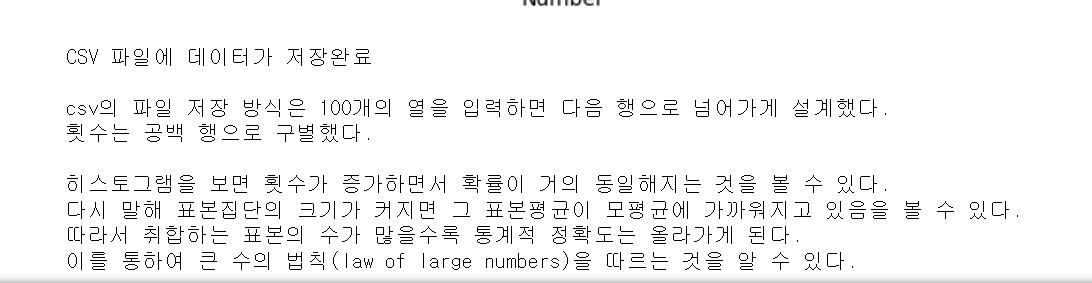 Number
CSV 파일에 데이터가 저장완료
csv의 파일 저장 방식은 100개의 열을 입력하면 다음 행으로 넘어가게 설계했다.
횟수는 공백 행으로 구별했다.
히스토그램을 보면 횟수가 증가하면서 확률이 거의 동일해지는 것을 볼 수 있다.
다시 말해 표본집단의 크기가 커지면 그 표본평균이 모평균에 가까워지고 있음을 볼 수 있다.
따라서 취합하는 표본의 수가 많을수록 통계적 정확도는 올라가게 된다.
이를 통하여 큰 수의 법칙(law of large numbers)을 따르는 것을 알 수 있다.